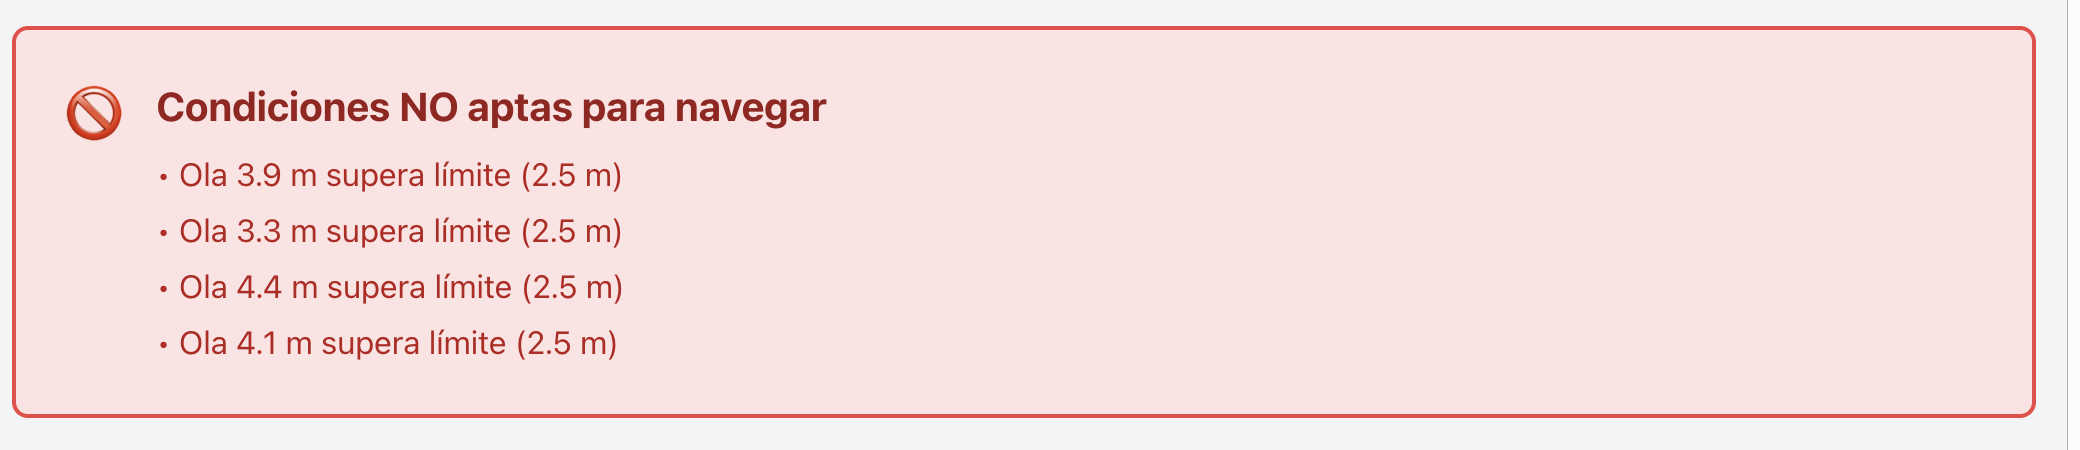 Condiciones NO aptas para navegar
• Ola 3.9 m supera límite (2.5 m)
• Ola 3.3 m supera límite (2.5 m)
• Ola 4.4 m supera límite (2.5 m)
• Ola 4.1 m supera límite (2.5 m)